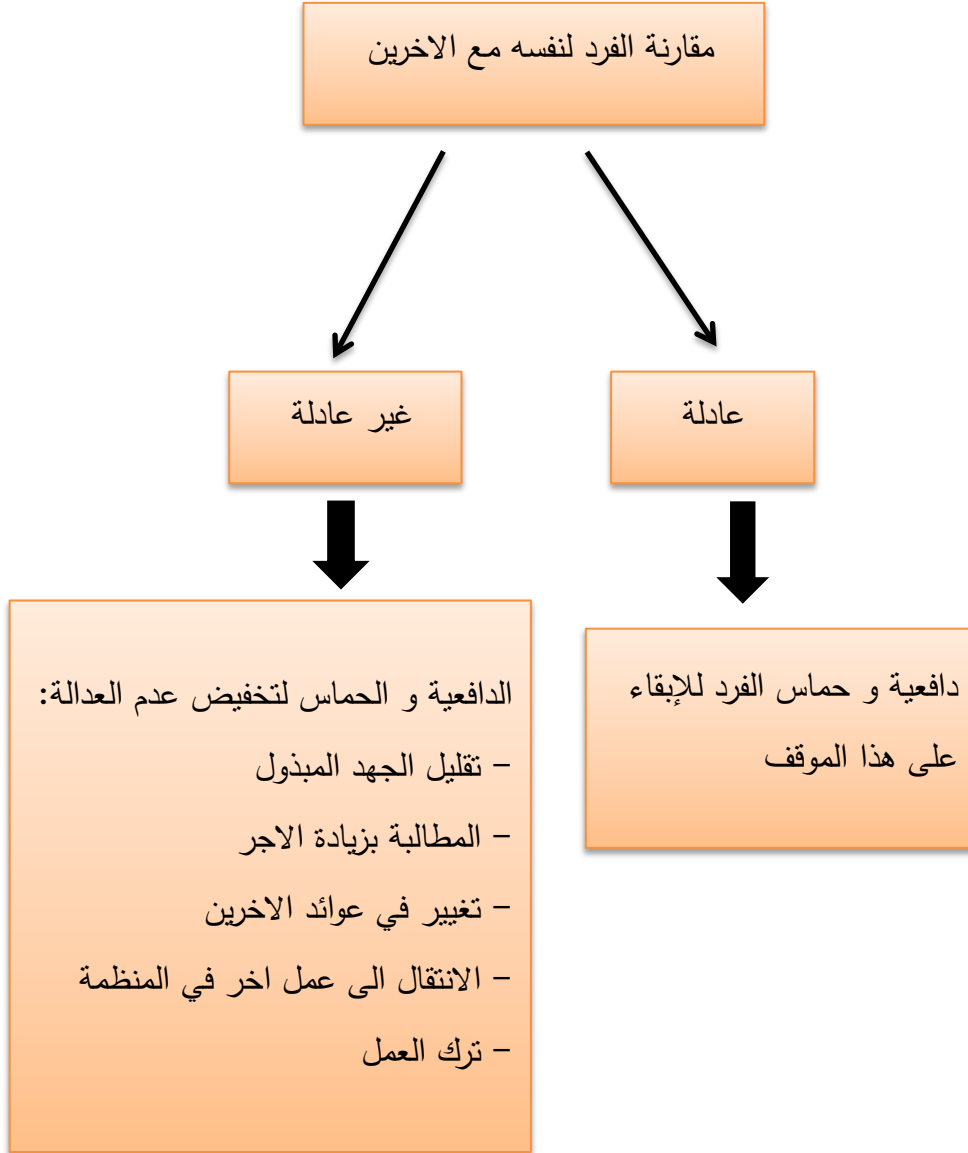 مقارنة الفرد لنفسه مع الاخرين
عادلة
غير عادلة
دافعية و حماس الفرد للإبقاء
على هذا الموقف
الدافعية و الحماس لتخفيض عدم العدالة:
- تقليل الجهد المبذول
- المطالبة بزيادة الاجر
- تغيير في عوائد الاخرين
- الانتقال الى عمل اخر في المنظمة
- ترك العمل